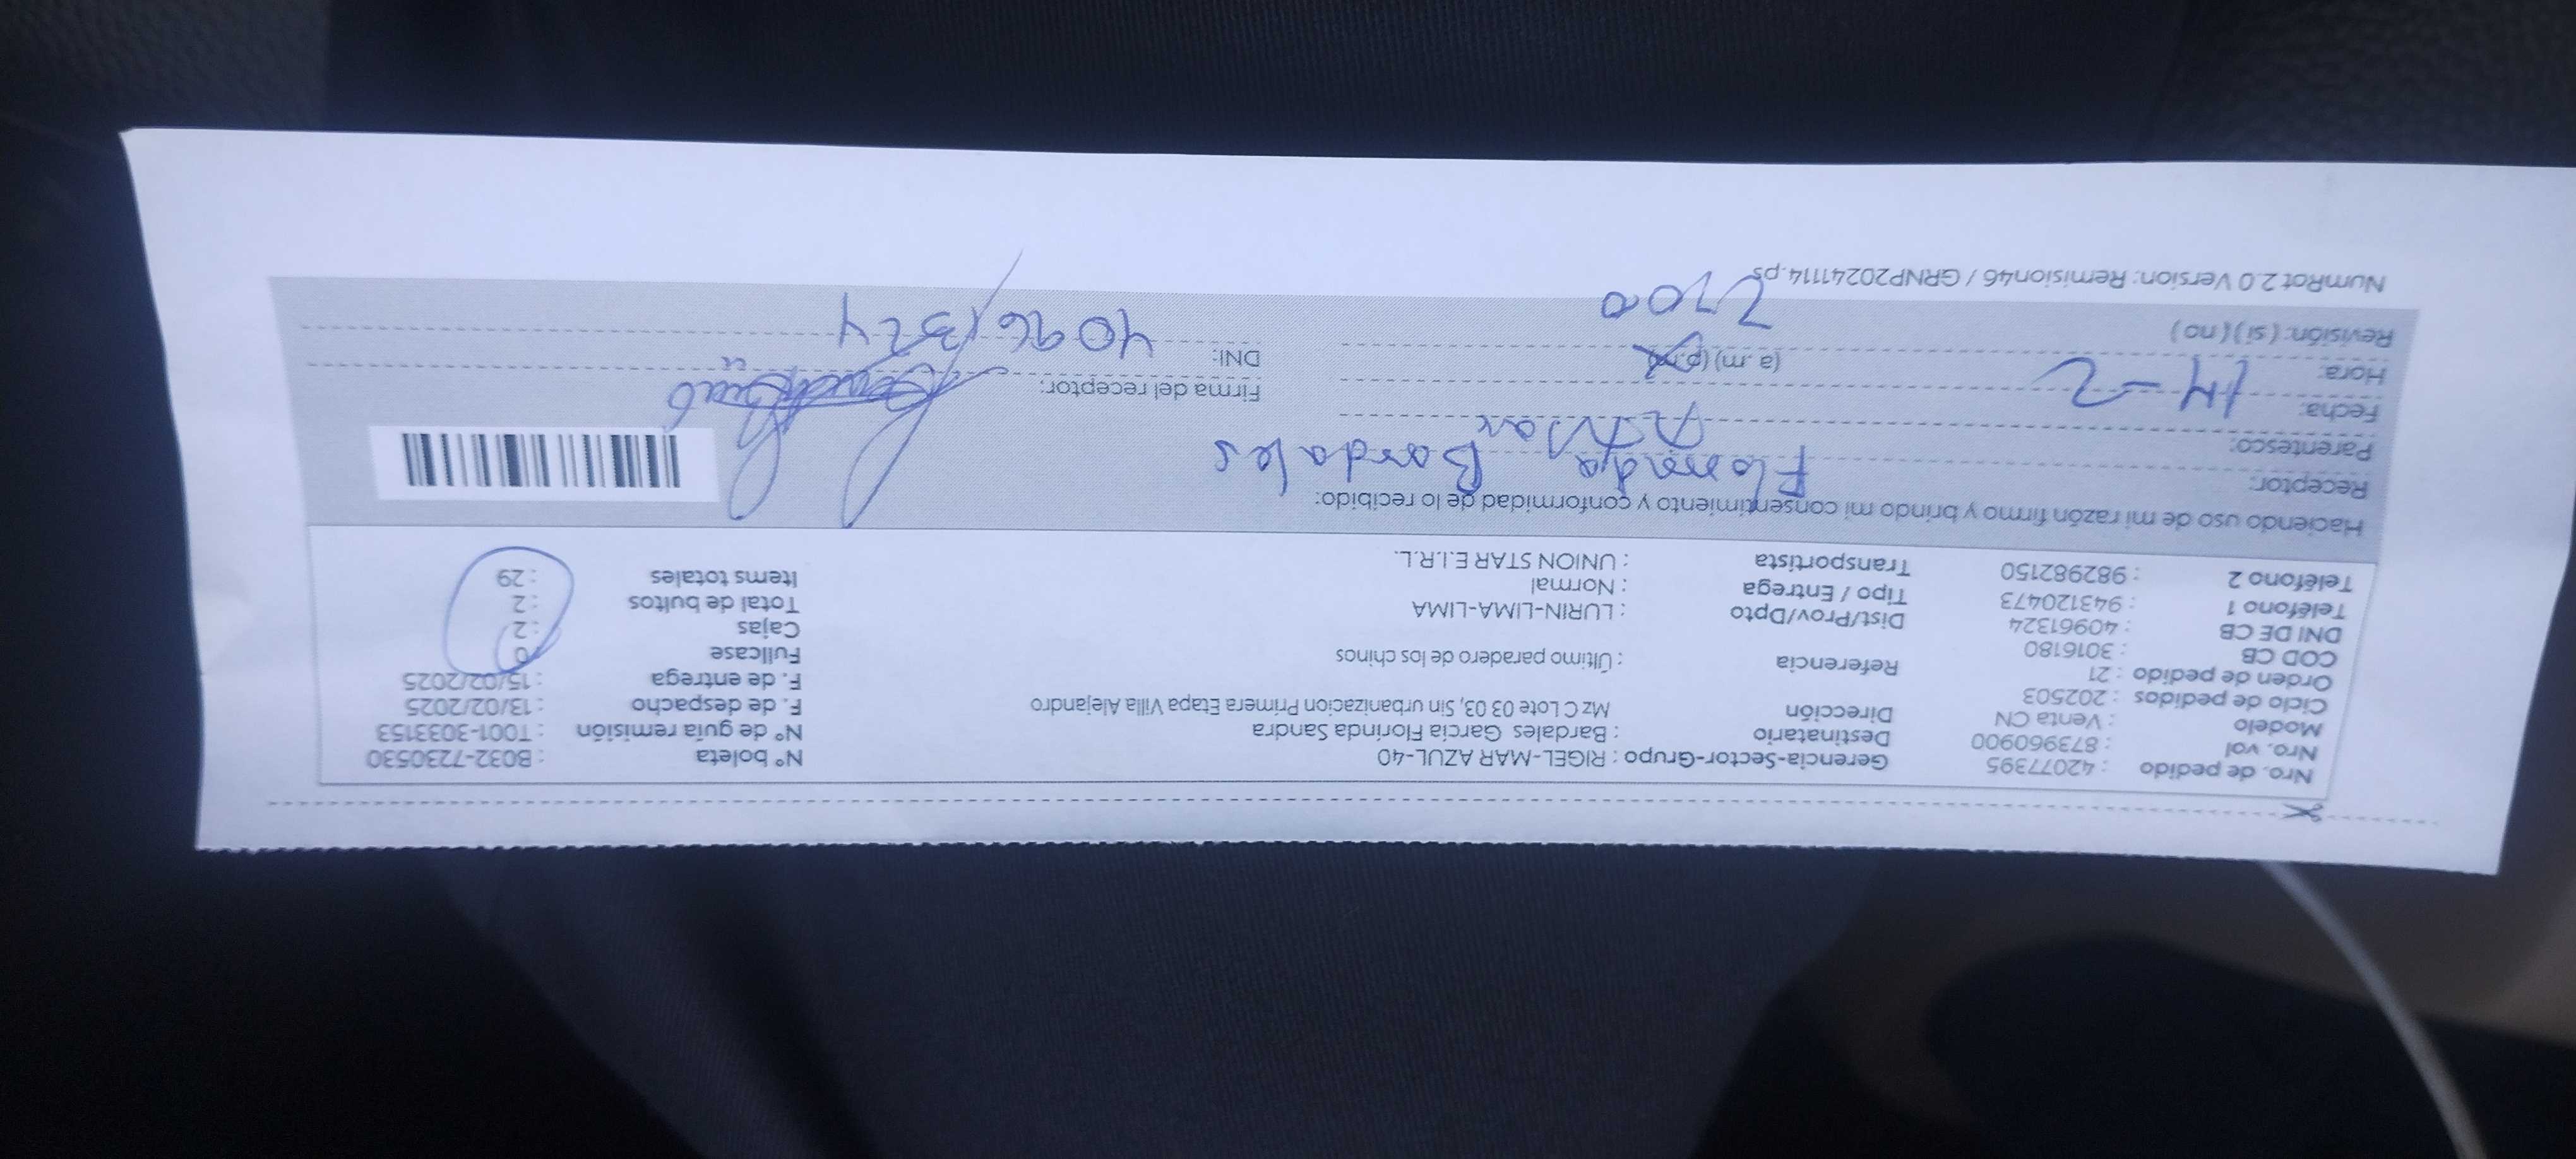 Nro. de pedido : 42077395 Gerencia-Sector-Grupo : RIGEL-MAR AZUL-40 N° boleta : B032-7230530
Nro. vol : 873960900 Destinatario : Bardales García Florinda Sandra N° de guía remisión : T001-3033153
Modelo : Venta CN Dirección Mz C Lote 03 03, Sin urbanizacion Primera Etapa Villa Alejandro F. de despacho : 13/02/2025
Ciclo de pedidos : 202503 F. de entrega : 15/02/2025
Orden de pedido : 21 Referencia : Último paradero de los chinos Fullcase : 0
COD CB : 3016180 Cajas : 2
DNI DE CB : 40961324 Dist/Prov/Dpto : LURIN-LIMA-LIMA Total de bultos : 2
Teléfono 1 : 943120473 Tipo / Entrega : Normal Items totales : 29
Teléfono 2 : 982982150 Transportista : UNION STAR E.I.R.L.
Haciendo uso de mi razón firmo y brindo mi consentimiento y conformidad de lo recibido:
Receptor: Florinda Bardales
Parentesco:
Fecha: 14-2 Firma del receptor:
Hora: (a.m) (p.m) DNI: 40961324
Revisión: (si) (no)
NumRot 2.0 Version: Remision46 / GRNP20241114.ps